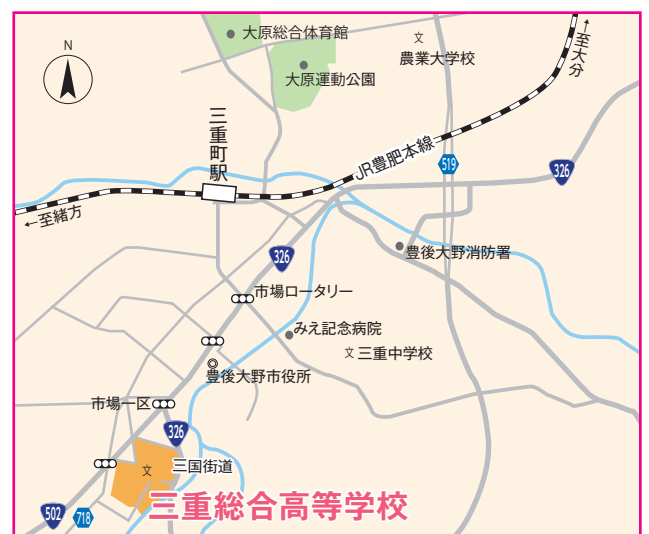 N
大原総合体育館
大原運動公園
文
農業大学校
←至大分
三重町駅
JR豊肥本線
519
326
←至緒方
326
豊後大野消防署
市場ロータリー
みえ記念病院
文 三重中学校
豊後大野市役所
市場一区
326
文
三国街道
三重総合高等学校
502
718